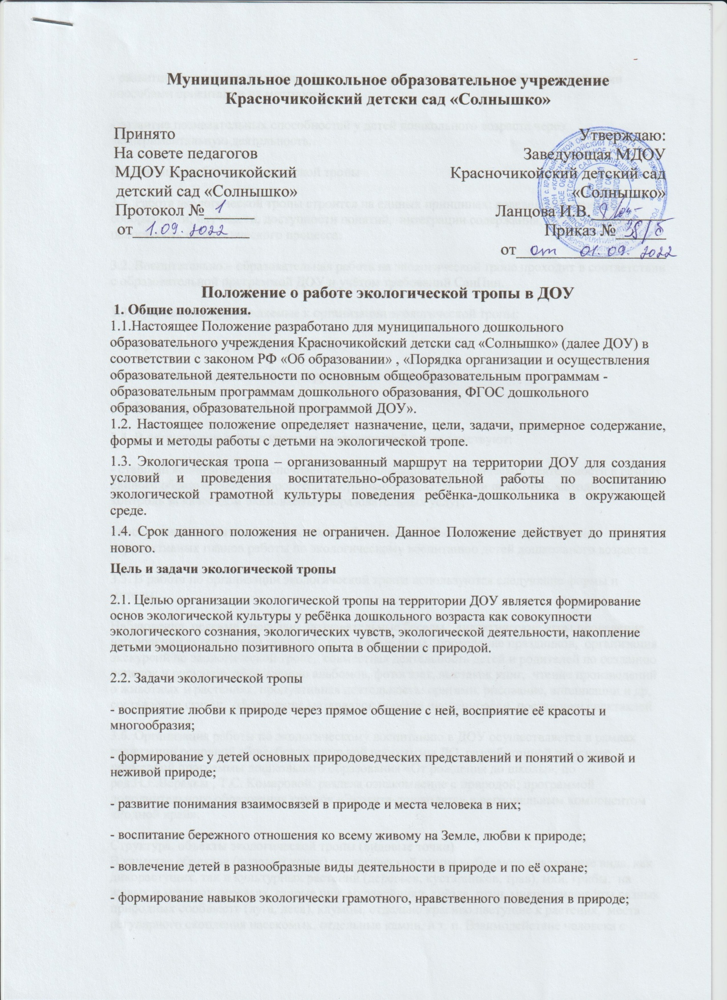 Муниципальное дошкольное образовательное учреждение
Красночикойский детски сад «Солнышко»
Принято
Утверждаю:
На совете педагогов
Заведующая МДОУ
МДОУ Красночикойский
Красночикойский детский сад
детский сад «Солнышко»
«Солнышко»
Протокол № 1
Ланцова И.В.
от 1.09.2022
Приказ № 38/5
от от 01.09.2022
Положение о работе экологической тропы в ДОУ
1. Общие положения.
1.1.Настоящее Положение разработано для муниципального дошкольного
образовательного учреждения Красночикойский детски сад «Солнышко» (далее ДОУ) в
соответствии с законом РФ «Об образовании» , «Порядка организации и осуществления
образовательной деятельности по основным общеобразовательным программам -
образовательным программам дошкольного образования, ФГОС дошкольного
образования, образовательной программой ДОУ».
1.2. Настоящее положение определяет назначение, цели, задачи, примерное содержание,
формы и методы работы с детьми на экологической тропе.
1.3. Экологическая тропа – организованный маршрут на территории ДОУ для создания
условий и проведения воспитательно-образовательной работы по воспитанию
экологической грамотной культуры поведения ребёнка-дошкольника в окружающей
среде.
1.4. Срок данного положения не ограничен. Данное Положение действует до принятия
нового.
Цель и задачи экологической тропы
2.1. Целью организации экологической тропы на территории ДОУ является формирование
основ экологической культуры у ребёнка дошкольного возраста как совокупности
экологического сознания, экологических чувств, экологической деятельности, накопление
детьми эмоционально позитивного опыта в общении с природой.
2.2. Задачи экологической тропы
- восприятие любви к природе через прямое общение с ней, восприятие её красоты и
многообразия;
- формирование у детей основных природоведческих представлений и понятий о живой и
неживой природе;
- развитие понимания взаимосвязей в природе и места человека в них;
- воспитание бережного отношения ко всему живому на Земле, любви к природе;
- вовлечение детей в разнообразные виды деятельности в природе и по её охране;
- формирование навыков экологически грамотного, нравственного поведения в природе;